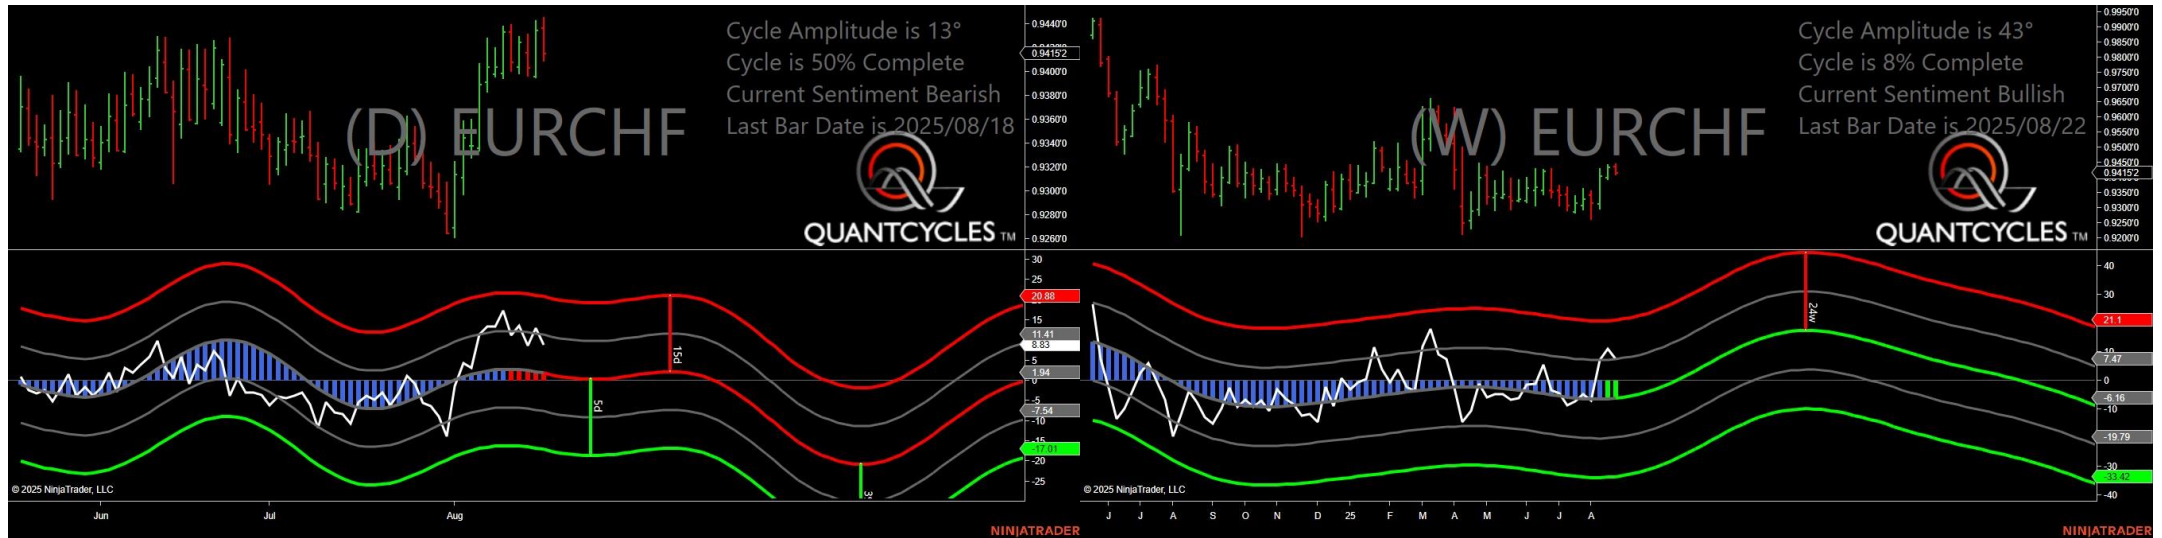 Cycle Amplitude is 13°
Cycle is 50% Complete
Current Sentiment Bearish
Last Bar Date is 2025/08/18
(D) EURCHF
QUANTCYCLES TM
0.9440'0
0.9415'2
0.9400'0
0.9380'0
0.9360'0
0.9340'0
0.9320'0
0.9300'0
0.9280'0
0.9260'0
30
25
20.88
15
11.41
8.83
5
1.94
0
-5
-7.54
-10
-15
-17.01
-20
-25
15d
5d
© 2025 NinjaTrader, LLC
Jun
Jul
Aug
NINJATRADER
Cycle Amplitude is 43°
Cycle is 8% Complete
Current Sentiment Bullish
Last Bar Date is 2025/08/22
(W) EURCHF
QUANTCYCLES TM
0.9950'0
0.9900'0
0.9850'0
0.9800'0
0.9750'0
0.9700'0
0.9650'0
0.9600'0
0.9550'0
0.9500'0
0.9450'0
0.9415'2
0.9350'0
0.9300'0
0.9250'0
0.9200'0
40
30
21.1
10
7.47
0
-6.16
-10
-19.79
-30
-33.42
-40
24w
© 2025 NinjaTrader, LLC
J J A S O N D 25 F M A M J J A
NINJATRADER